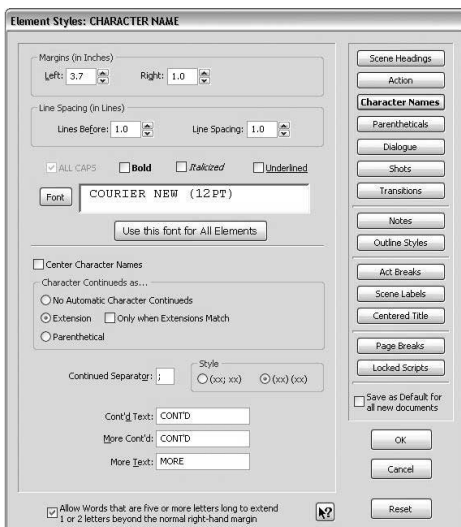 Element Styles: CHARACTER NAME
Margins (in Inches)
Left: 3.7 Right: 1.0
Line Spacing (in Lines)
Lines Before: 1.0 Line Spacing: 1.0
ALL CAPS Bold Italicized Underlined
Font COURIER NEW (12PT)
Use this font for All Elements
Center Character Names
Character Continueds as...
No Automatic Character Continueds
Extension Only when Extensions Match
Parenthetical
Continued Separator: ;
Style
(xx; xx) (xx) (xx)
Cont'd Text: CONT'D
More Cont'd: CONT'D
More Text: MORE
Allow Words that are five or more letters long to extend
1 or 2 letters beyond the normal right-hand margin
Scene Headings
Action
Character Names
Parentheticals
Dialogue
Shots
Transitions
Notes
Outline Styles
Act Breaks
Scene Labels
Centered Title
Page Breaks
Locked Scripts
Save as Default for
all new documents
OK
Cancel
Reset
?